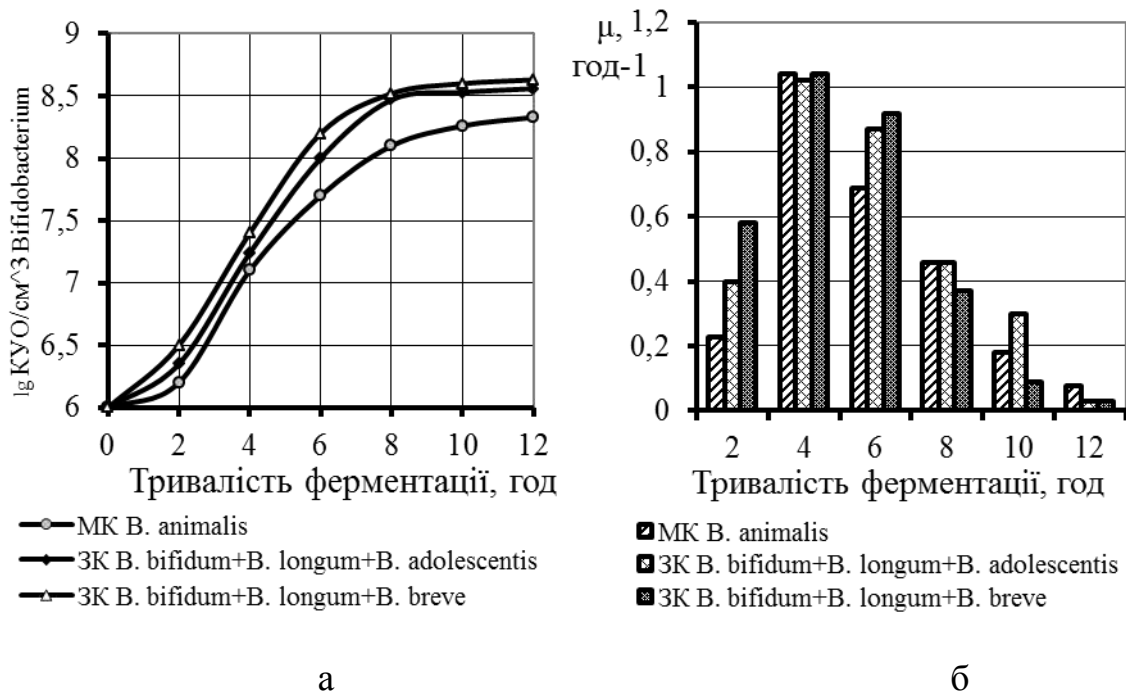 lg КУО/см^3 Bifidobacterium
9
8,5
8
7,5
7
6,5
6
0 2 4 6 8 10 12
Тривалість ферментації, год
МК B. animalis
ЗК B. bifidum+B. longum+B. adolescentis
ЗК B. bifidum+B. longum+B. breve
а
μ, 1,2
год-1
1
0,8
0,6
0,4
0,2
0
2 4 6 8 10 12
Тривалість ферментації, год
МК B. animalis
ЗК B. bifidum+B. longum+B. adolescentis
ЗК B. bifidum+B. longum+B. breve
б